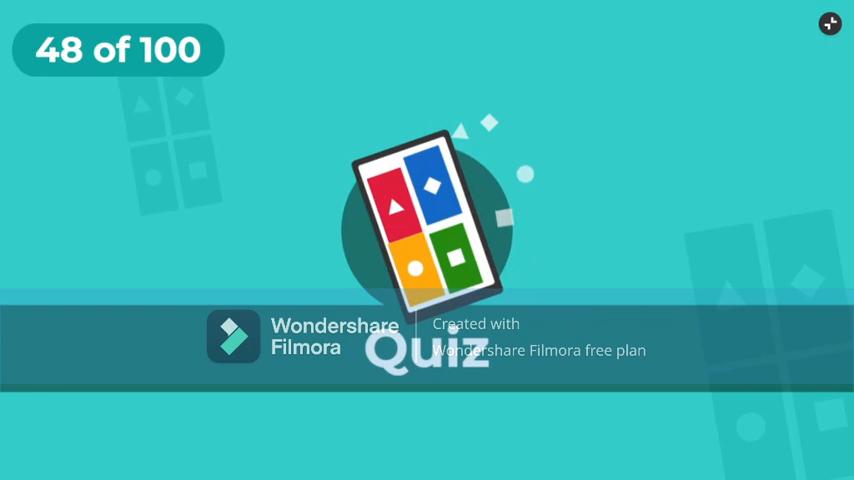 48 of 100
Wondershare
Filmora
Created with
Wondershare Filmora free plan
Quiz